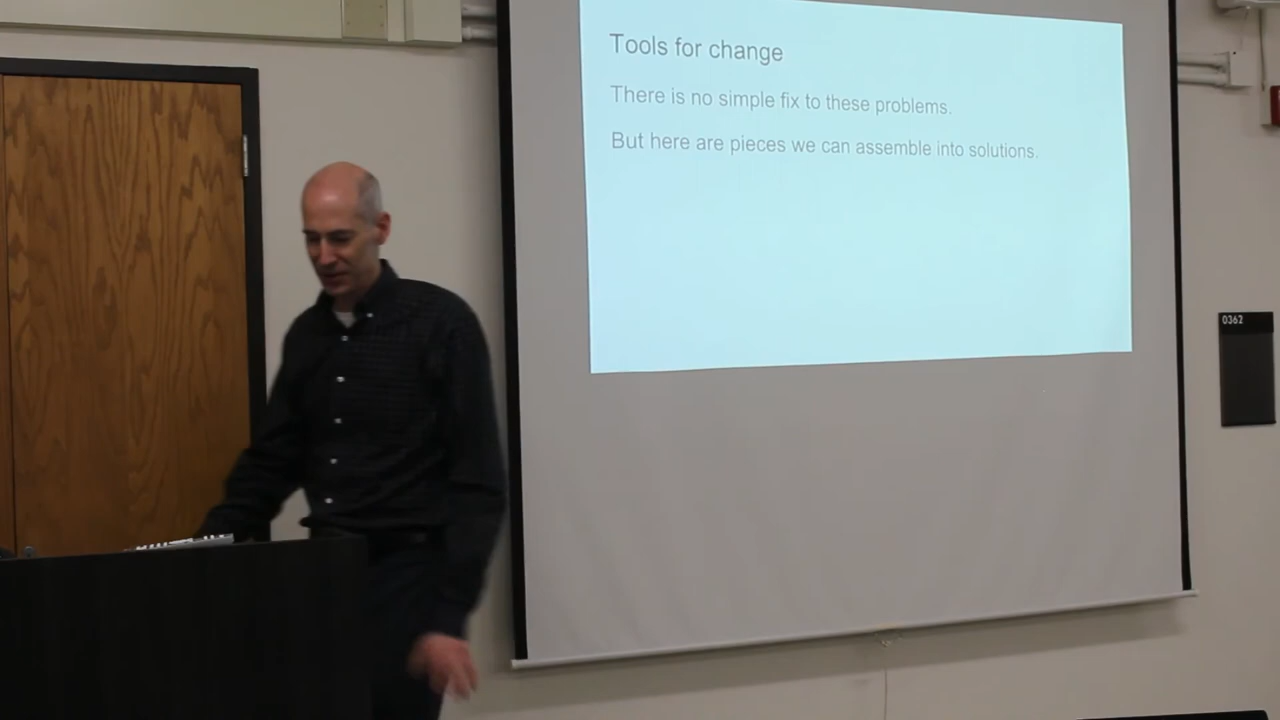 Tools for change
There is no simple fix to these problems.
But here are pieces we can assemble into solutions.
0362